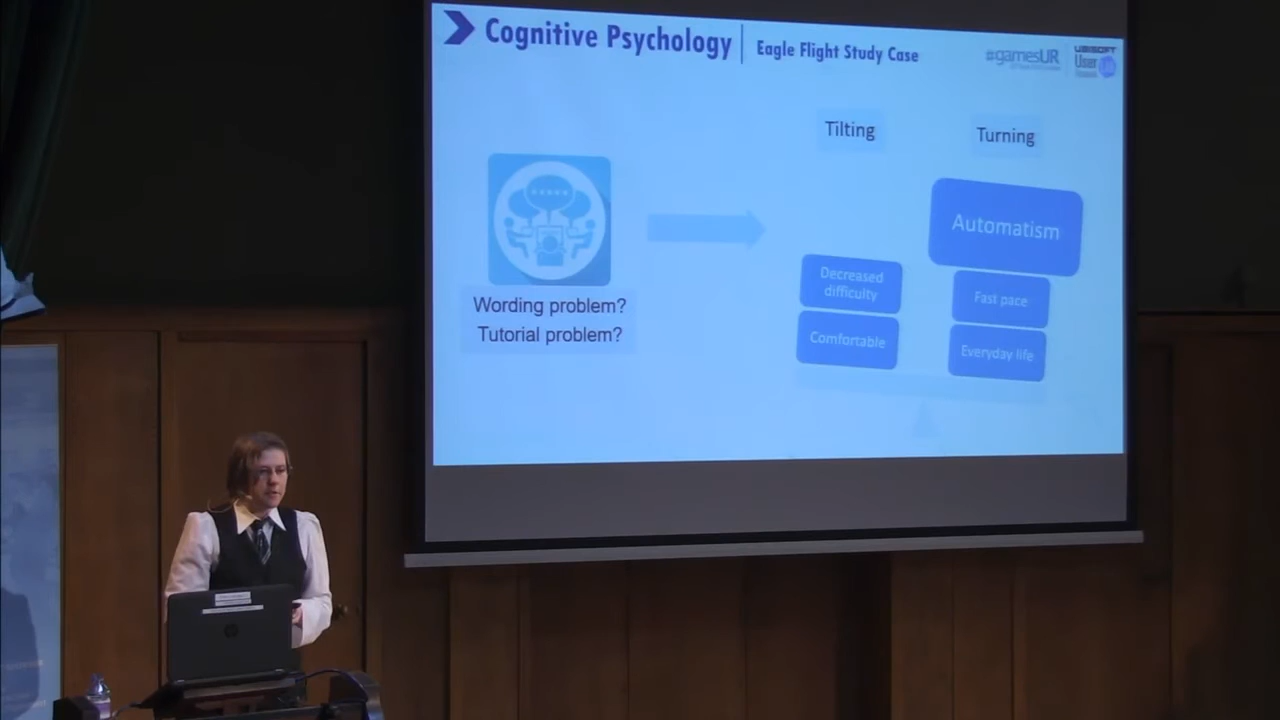 Cognitive Psychology
Eagle Flight Study Case
#gamesUR
UBISOFT
User
Tilting
Turning
Automatism
Decreased
difficulty
Fast pace
Comfortable
Everyday life
Wording problem?
Tutorial problem?